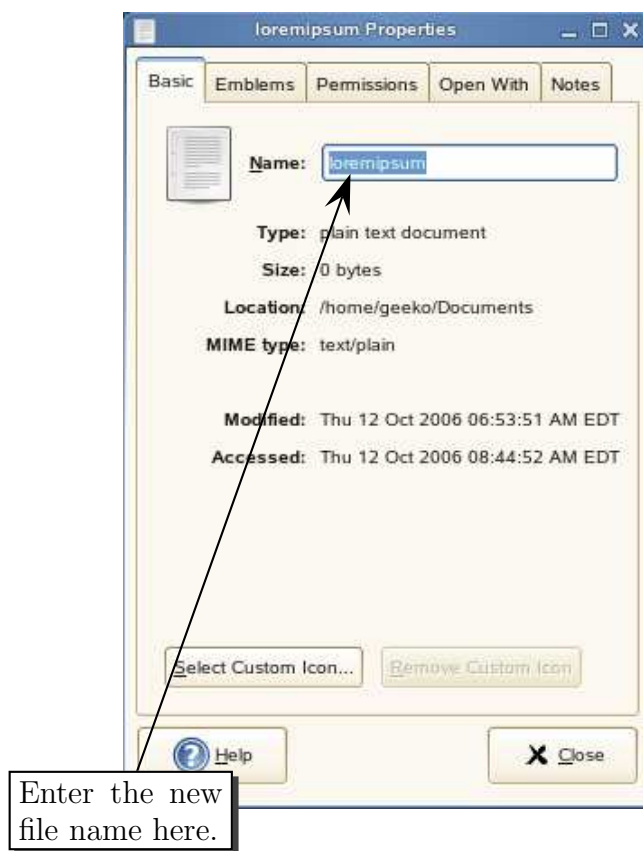 loremipsum Properties
Basic Emblems Permissions Open With Notes
Name: loremipsum
Type: plain text document
Size: 0 bytes
Location: /home/geeko/Documents
MIME type: text/plain
Modified: Thu 12 Oct 2006 06:53:51 AM EDT
Accessed: Thu 12 Oct 2006 08:44:52 AM EDT
Select Custom Icon... Remove Custom Icon
Help Close
Enter the new
file name here.